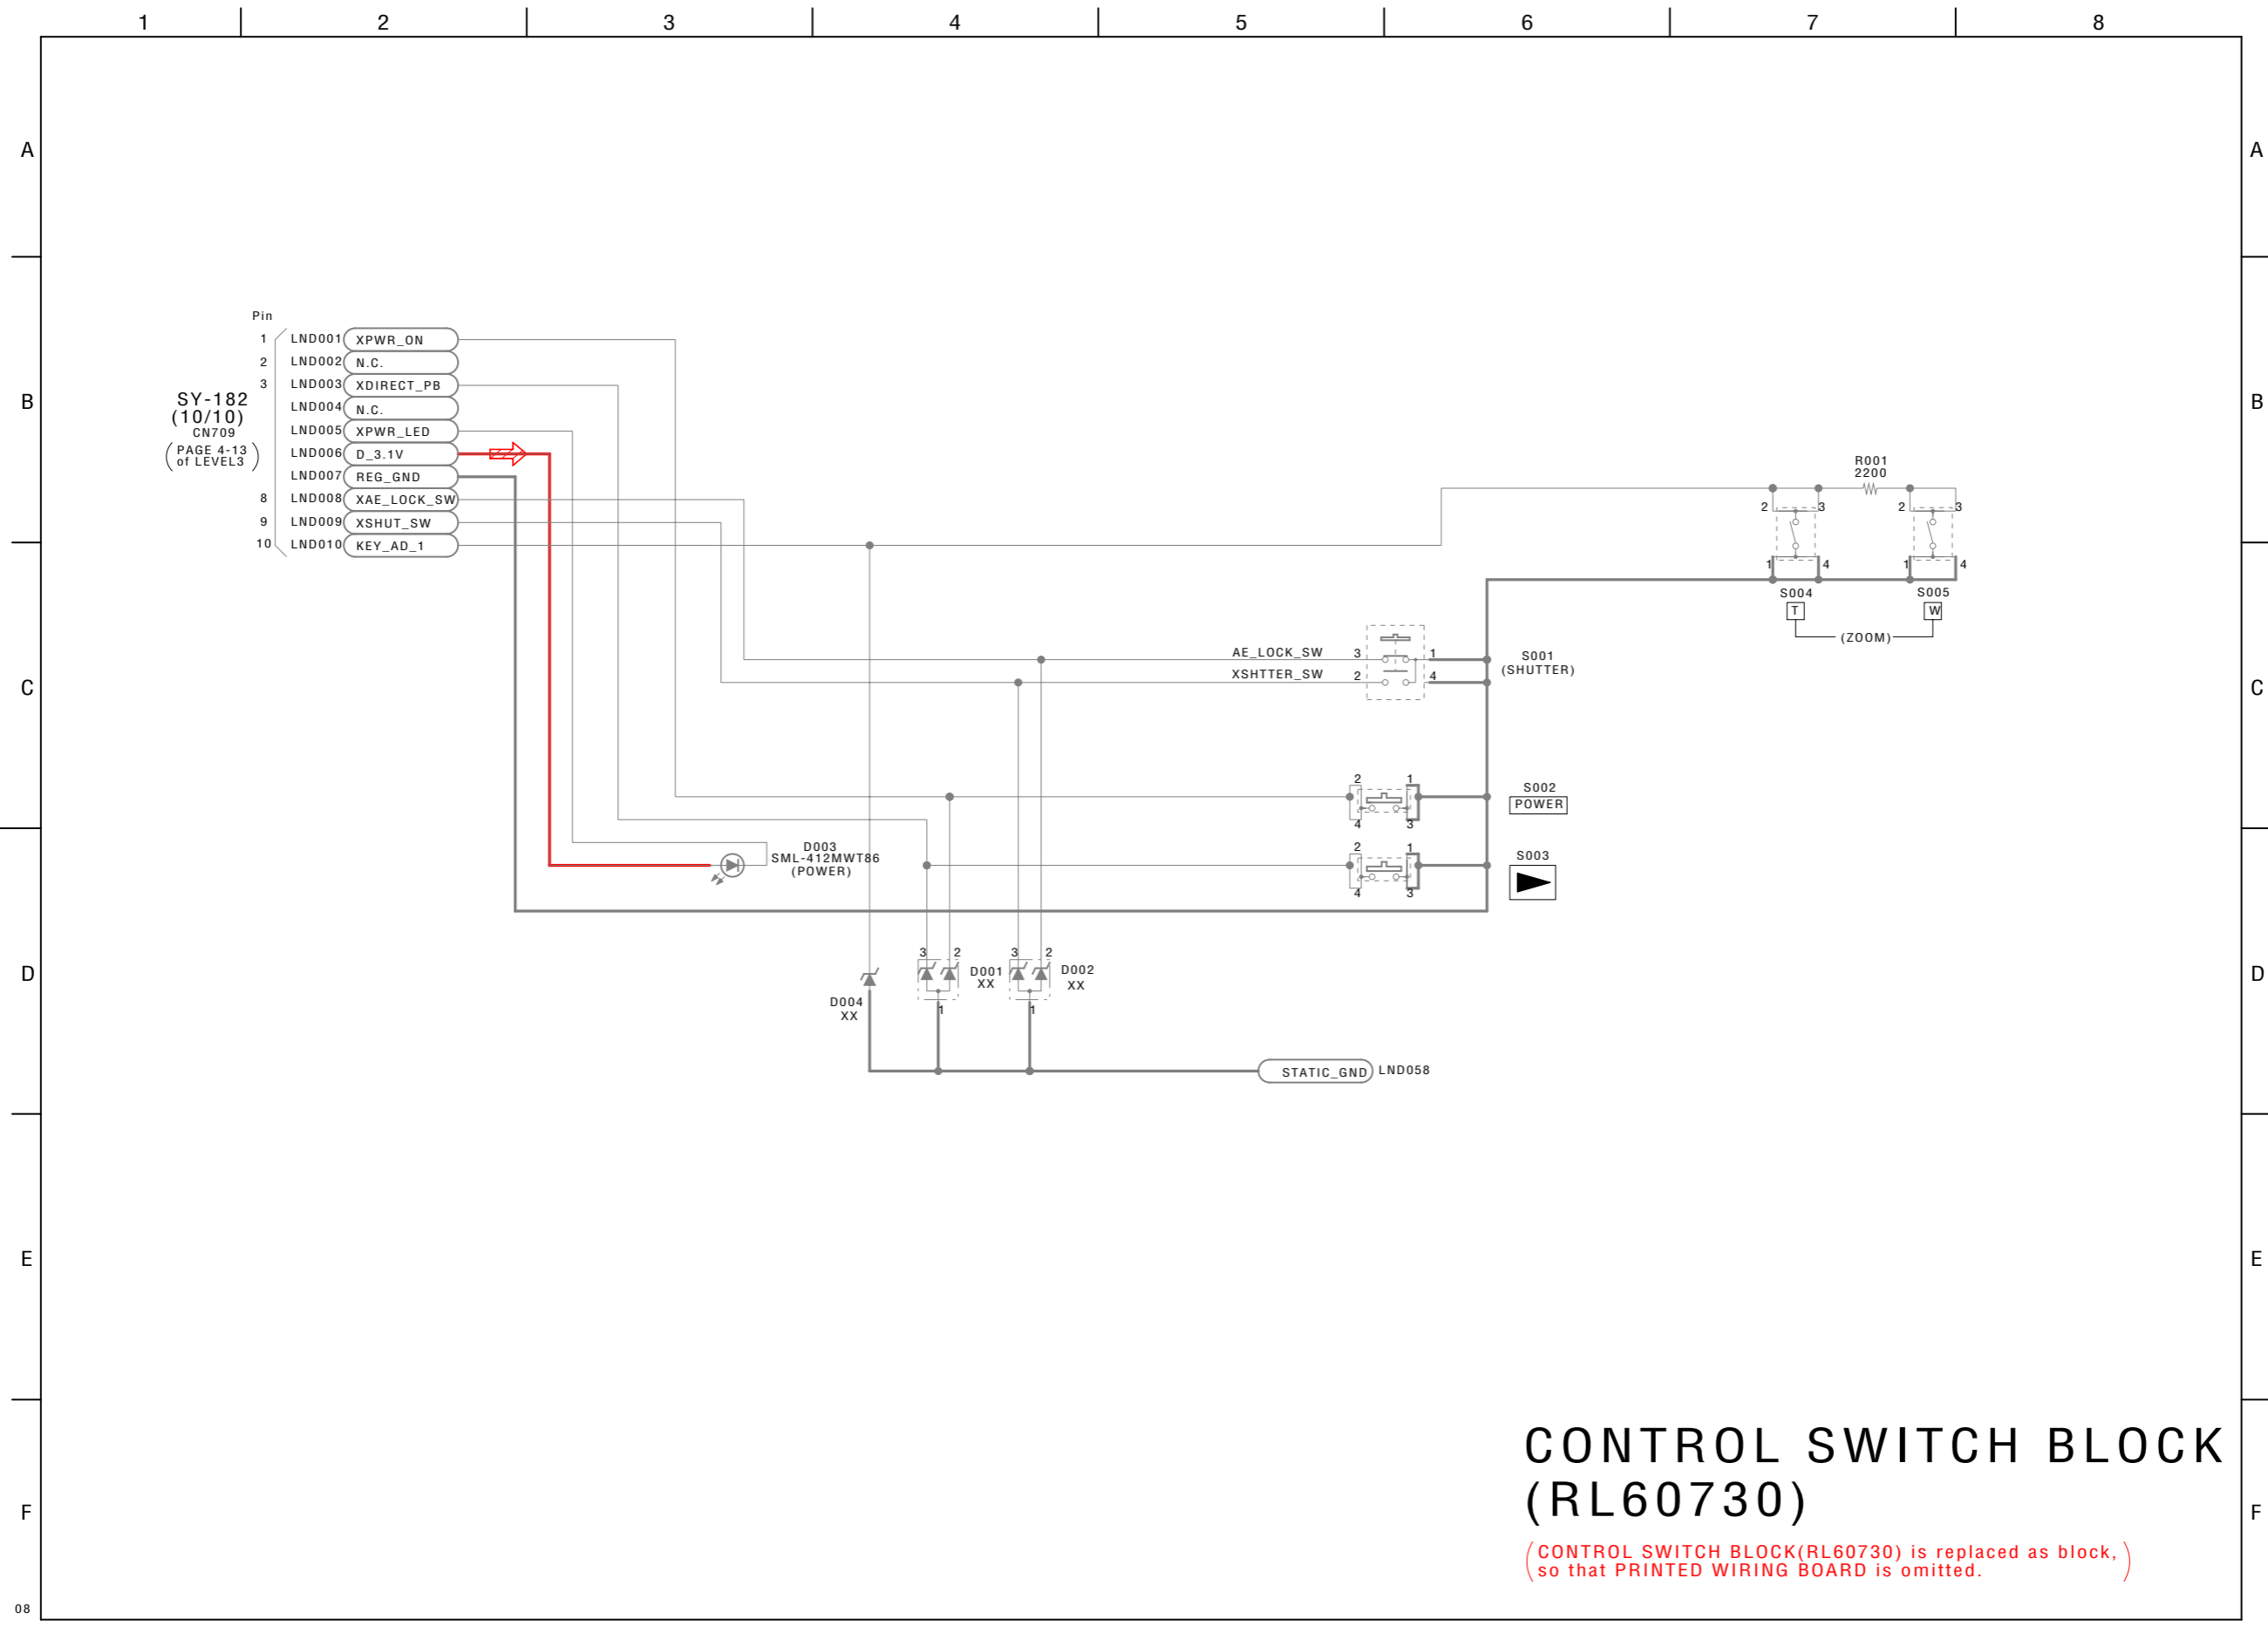 1 2 3 4 5 6 7 8
A A
Pin
1 LND001 XPWR_ON
2 LND002 N.C.
3 LND003 XDIRECT_PB
LND004 N.C.
LND005 XPWR_LED
LND006 D_3.1V
LND007 REG_GND
8 LND008 XAE_LOCK_SW
9 LND009 XSHUT_SW
10 LND010 KEY_AD_1
B B
SY-182
(10/10)
CN709
(PAGE 4-13
of LEVEL3)
R001
2200
2 3 2 3
1 4 1 4
S004 S005
T W
(ZOOM)
AE_LOCK_SW 3 1
XSHTTER_SW 2 4
S001
(SHUTTER)
C C
2 1
4 3
S002
POWER
D003
SML-412MWT86
(POWER)
2 1
4 3
S003
3 2 3 2
D001
XX
D002
XX
1 1
D004
XX
D D
STATIC_GND LND058
E E
CONTROL SWITCH BLOCK
(RL60730)
F F
(CONTROL SWITCH BLOCK(RL60730) is replaced as block,
so that PRINTED WIRING BOARD is omitted.)
08